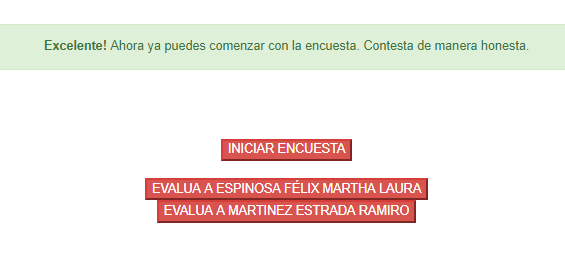 Excelente! Ahora ya puedes comenzar con la encuesta. Contesta de manera honesta.
INICIAR ENCUESTA
EVALUA A ESPINOSA FÉLIX MARTHA LAURA
EVALUA A MARTINEZ ESTRADA RAMIRO